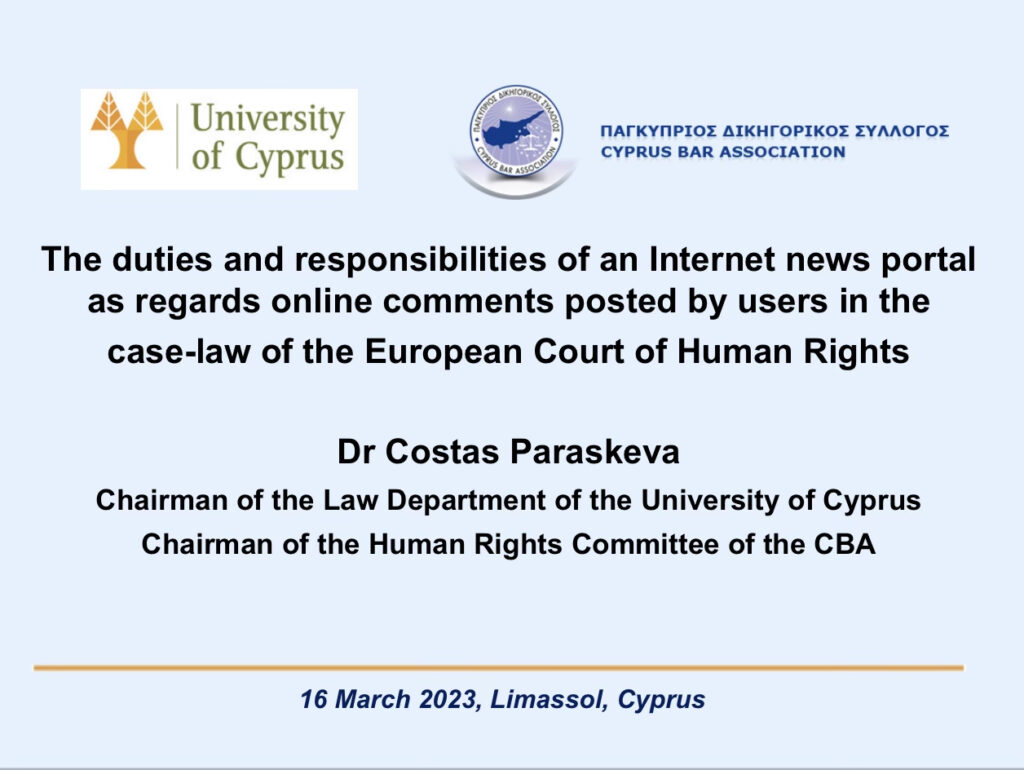 University
of Cyprus
ΠΑΓΚΥΠΡΙΟΣ ΔΙΚΗΓΟΡΙΚΟΣ ΣΥΛΛΟΓΟΣ
CYPRUS BAR ASSOCIATION
ΠΑΓΚΥΠΡΙΟΣ ΔΙΚΗΓΟΡΙΚΟΣ ΣΥΛΛΟΓΟΣ
CYPRUS BAR ASSOCIATION
The duties and responsibilities of an Internet news portal
as regards online comments posted by users in the
case-law of the European Court of Human Rights
Dr Costas Paraskeva
Chairman of the Law Department of the University of Cyprus
Chairman of the Human Rights Committee of the CBA
16 March 2023, Limassol, Cyprus